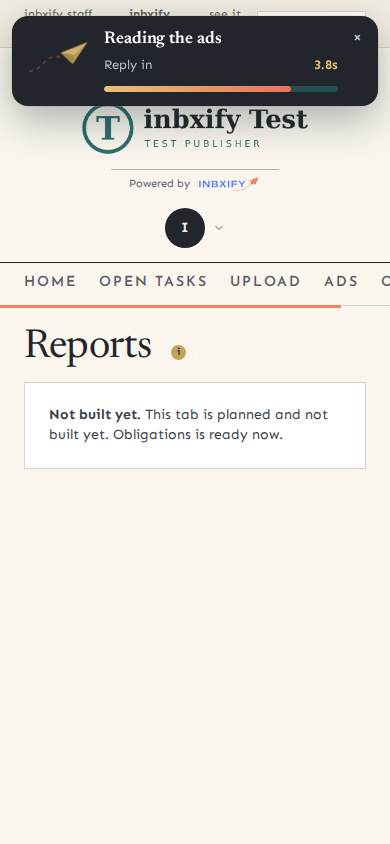 inbxify staff inbxify see it
Reading the ads
×
Reply in 3.8s
T
inbxify Test
TEST PUBLISHER
Powered by INBXIFY
I
HOME OPEN TASKS UPLOAD ADS
Reports i
Not built yet. This tab is planned and not
built yet. Obligations is ready now.